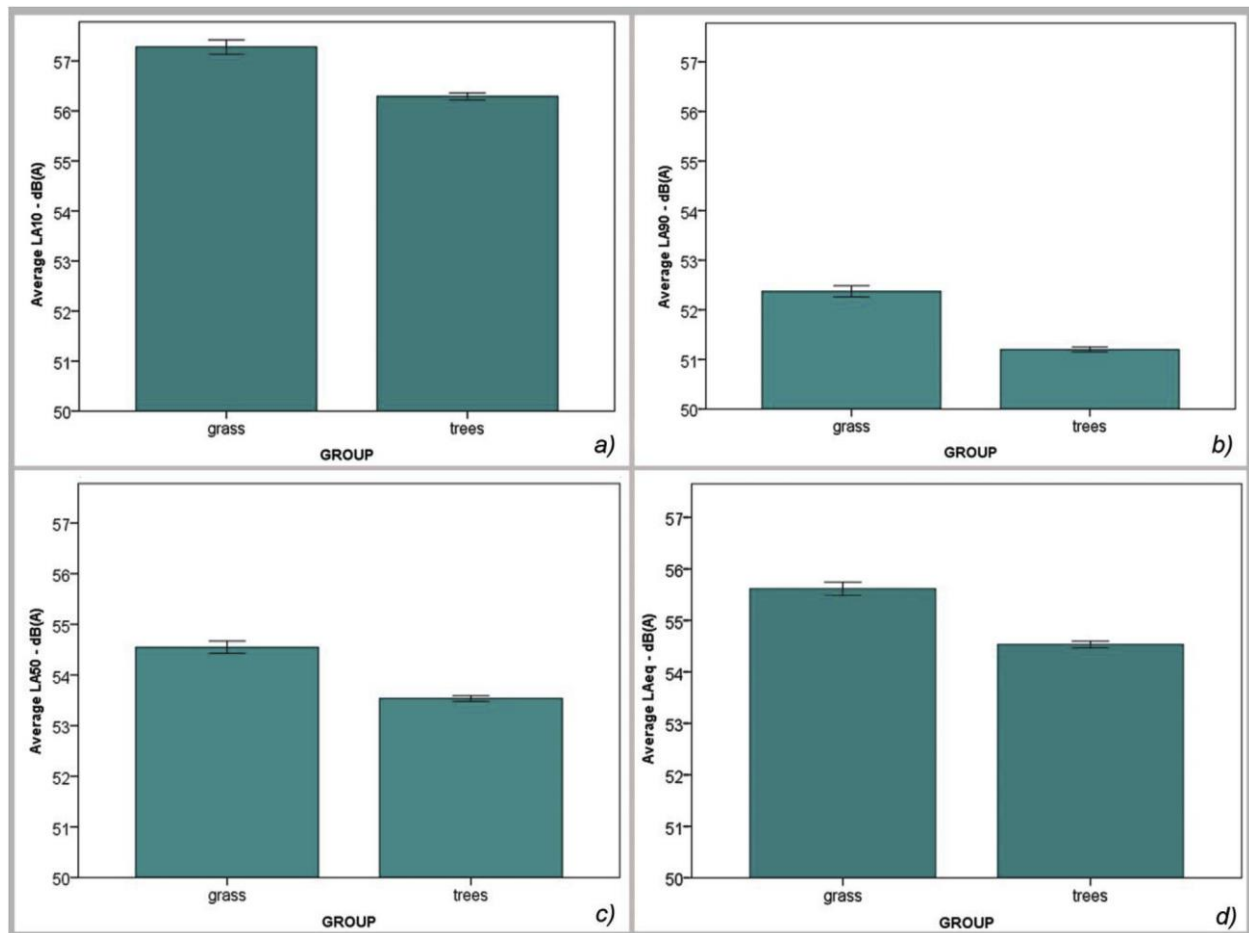 Average LA10 - dB(A)
57
56
55
54
53
52
51
50
grass
trees
GROUP
a)
Average LA90 - dB(A)
57
56
55
54
53
52
51
50
grass
trees
GROUP
b)
Average LA50 - dB(A)
57
56
55
54
53
52
51
50
grass
trees
GROUP
c)
Average LAeq - dB(A)
57
56
55
54
53
52
51
50
grass
trees
GROUP
d)